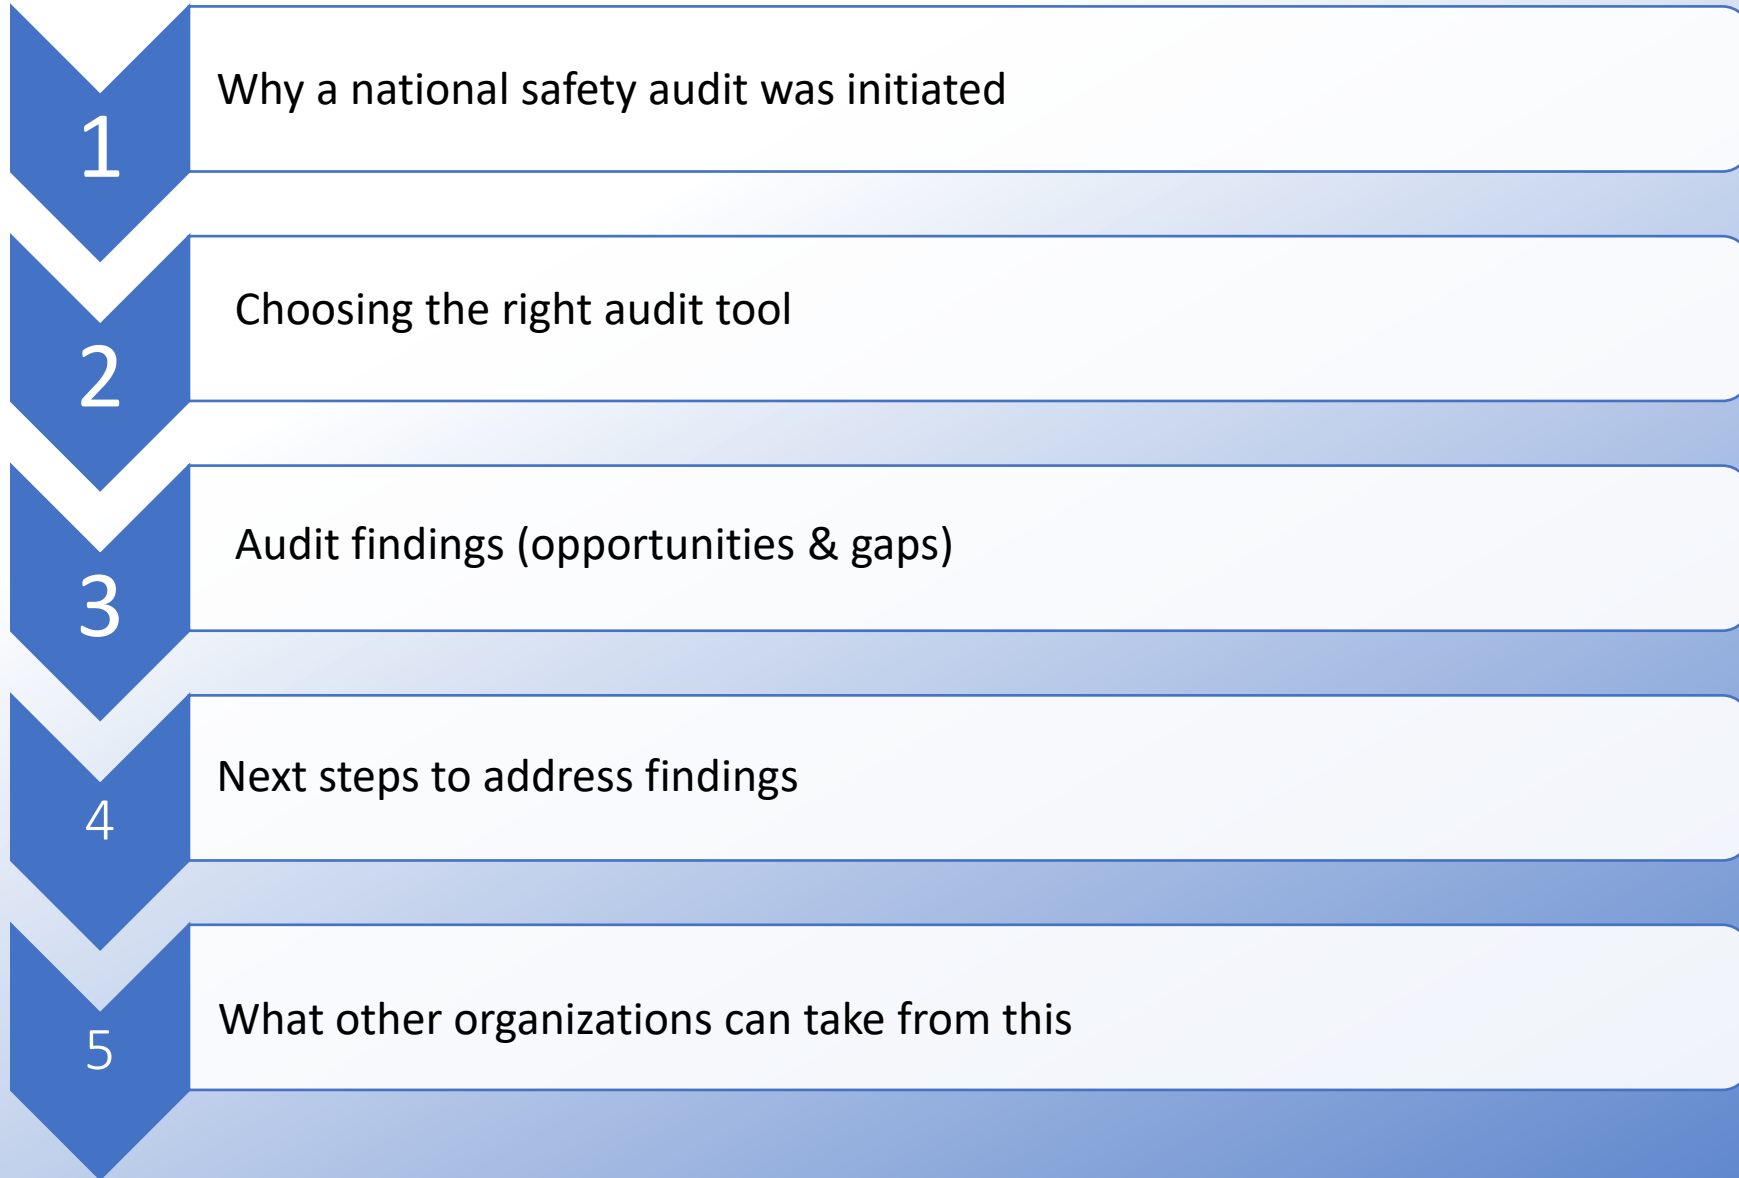 1
Why a national safety audit was initiated
2
Choosing the right audit tool
3
Audit findings (opportunities & gaps)
4
Next steps to address findings
5
What other organizations can take from this